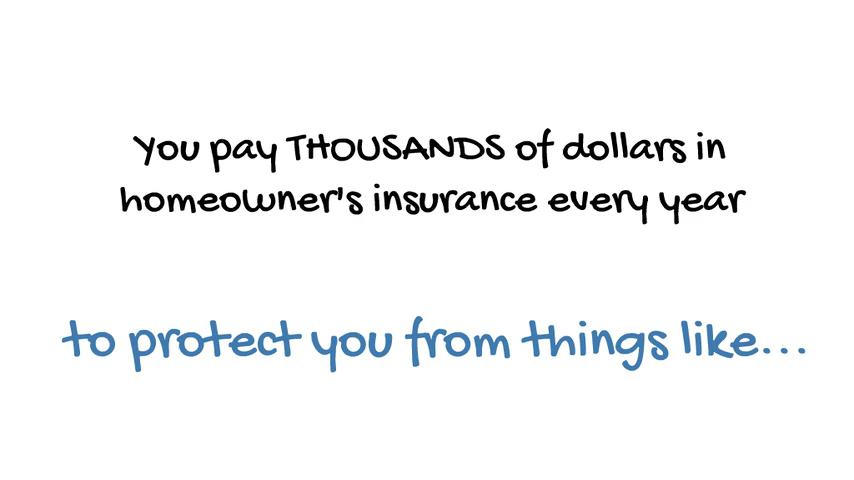 You pay THOUSANDS of dollars in
homeowner's insurance every year
to protect you from things like...